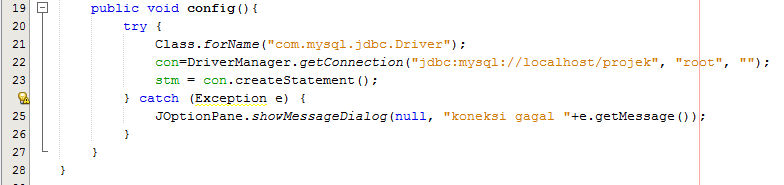 19 public void config(){
20 try {
21 Class.forName("com.mysql.jdbc.Driver");
22 con=DriverManager.getConnection("jdbc:mysql://localhost/projek", "root", "");
23 stm = con.createStatement();
} catch (Exception e) {
25 JOptionPane.showMessageDialog(null, "koneksi gagal "+e.getMessage());
26 }
27 }
28 }